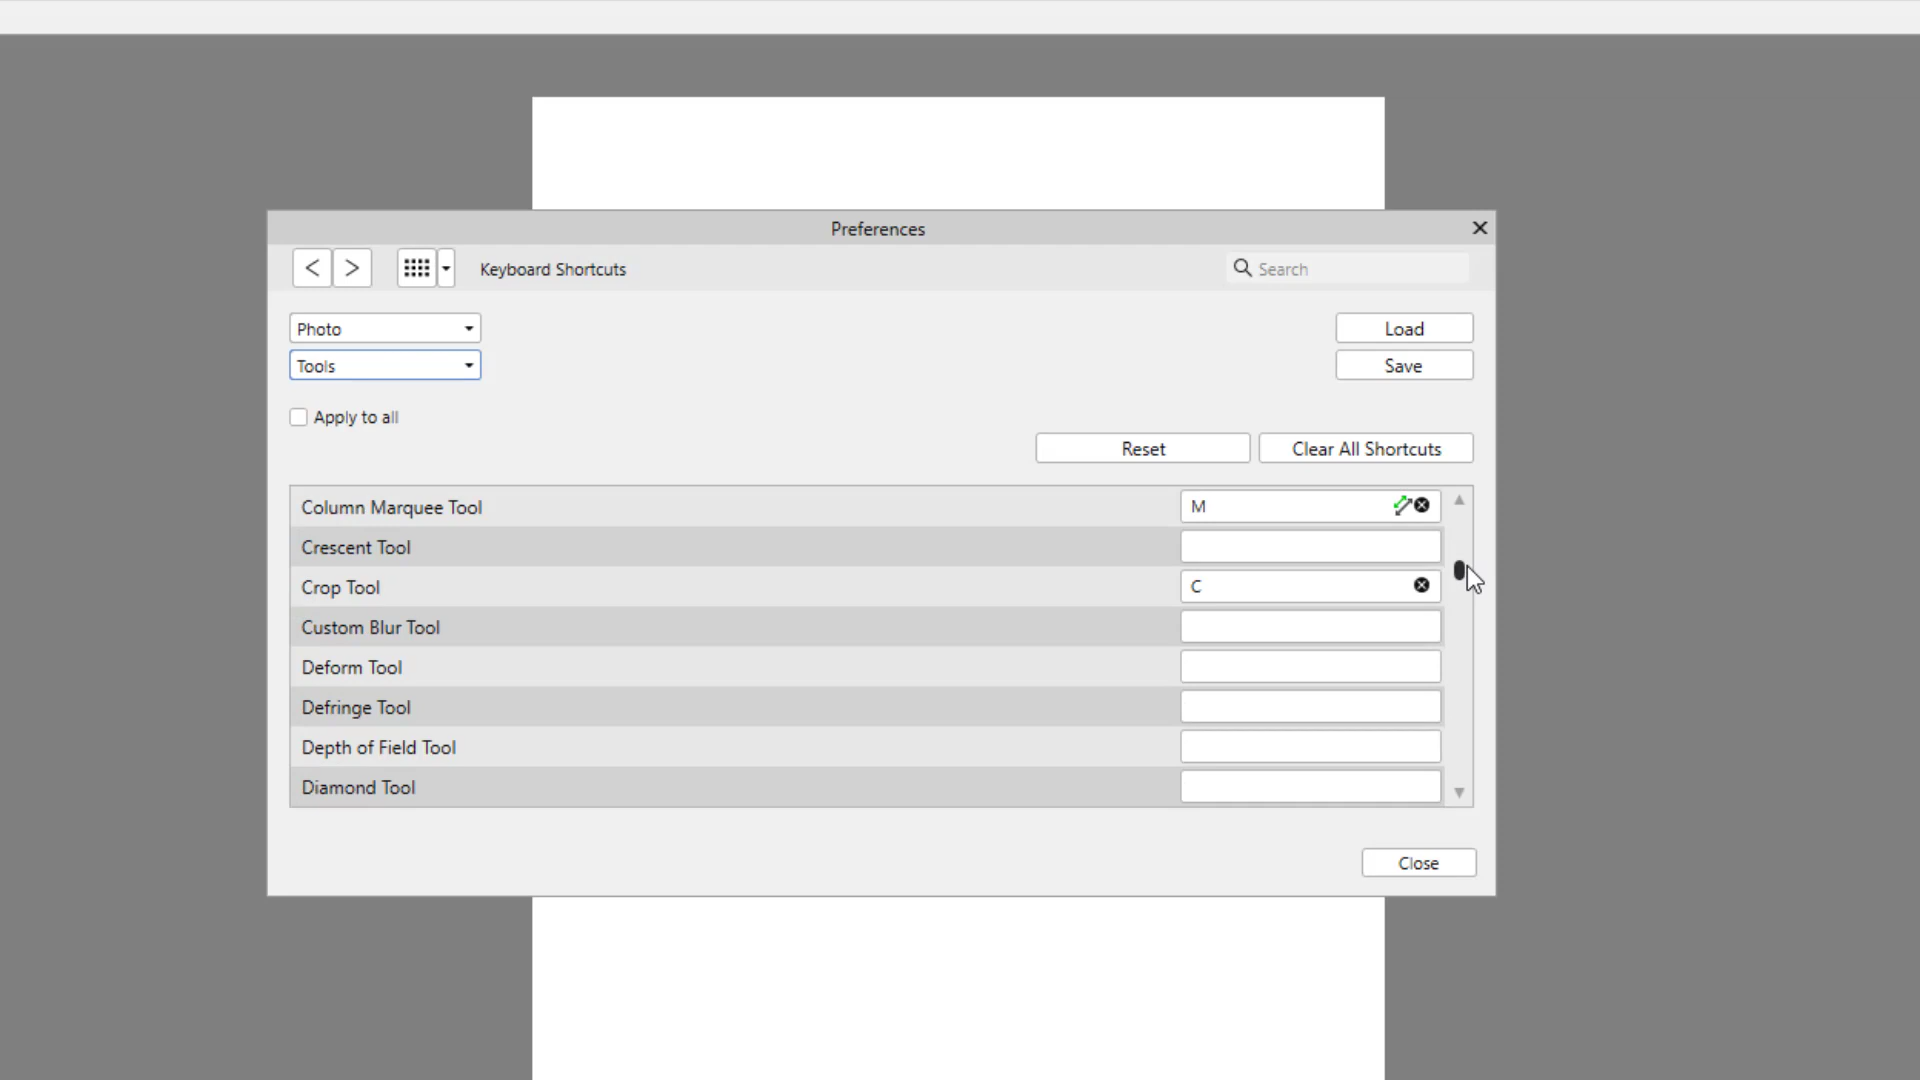 Preferences
Keyboard Shortcuts
Search
Photo
Load
Tools
Save
Apply to all
Reset
Clear All Shortcuts
Column Marquee Tool
M
Crescent Tool
Crop Tool
C
Custom Blur Tool
Deform Tool
Defringe Tool
Depth of Field Tool
Diamond Tool
Close